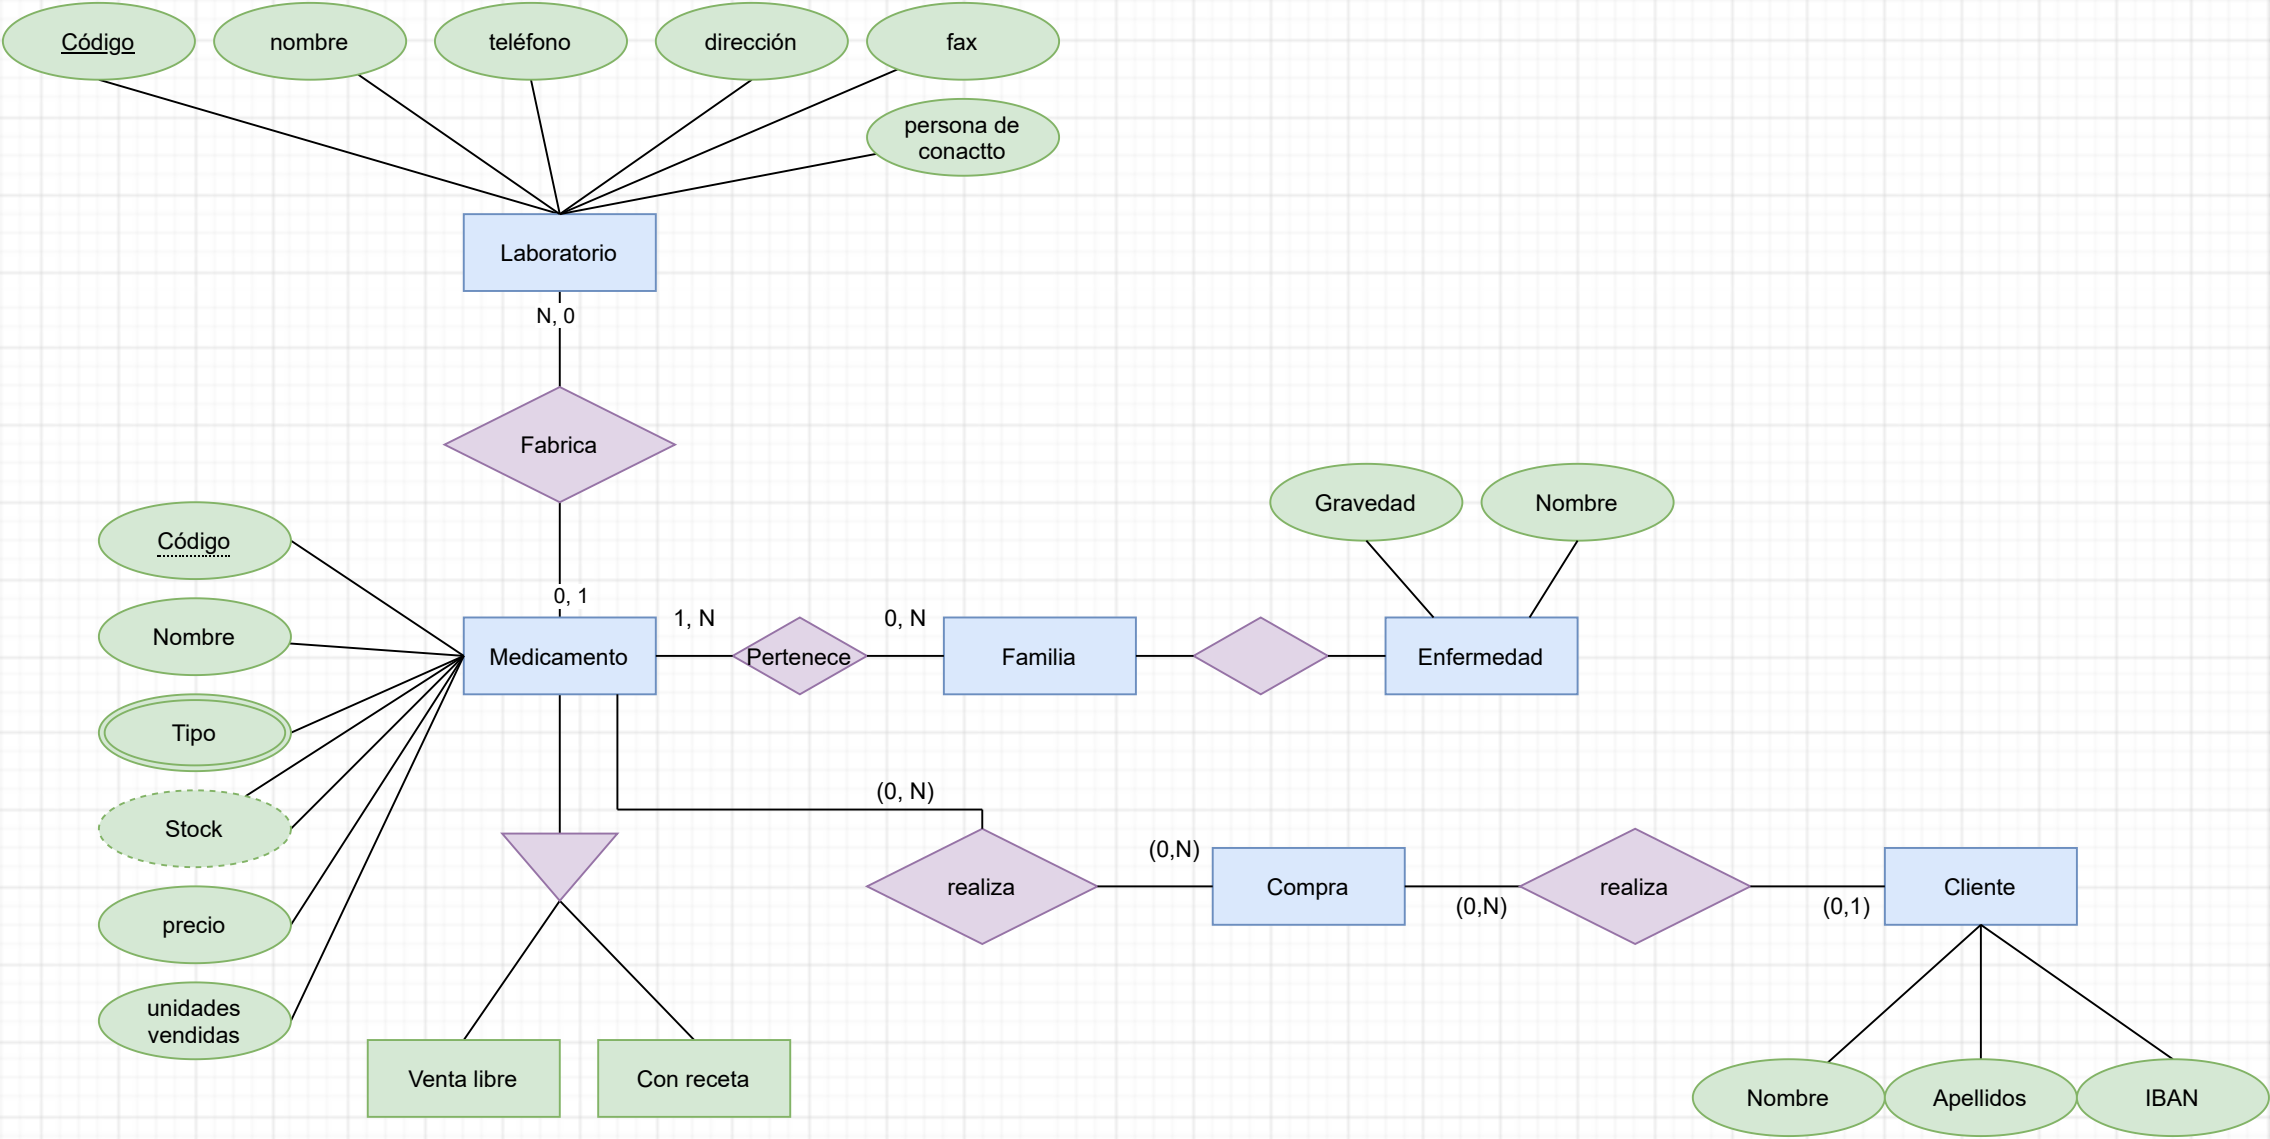 Código
nombre
teléfono
dirección
fax
persona de
conactto
Laboratorio
N, 0
Fabrica
Gravedad
Nombre
Código
0, 1
1, N
0, N
Nombre
Medicamento
Pertenece
Familia
Enfermedad
Tipo
(0, N)
Stock
(0,N)
realiza
Compra
(0,N)
realiza
(0,1)
Cliente
precio
unidades
vendidas
Venta libre
Con receta
Nombre
Apellidos
IBAN